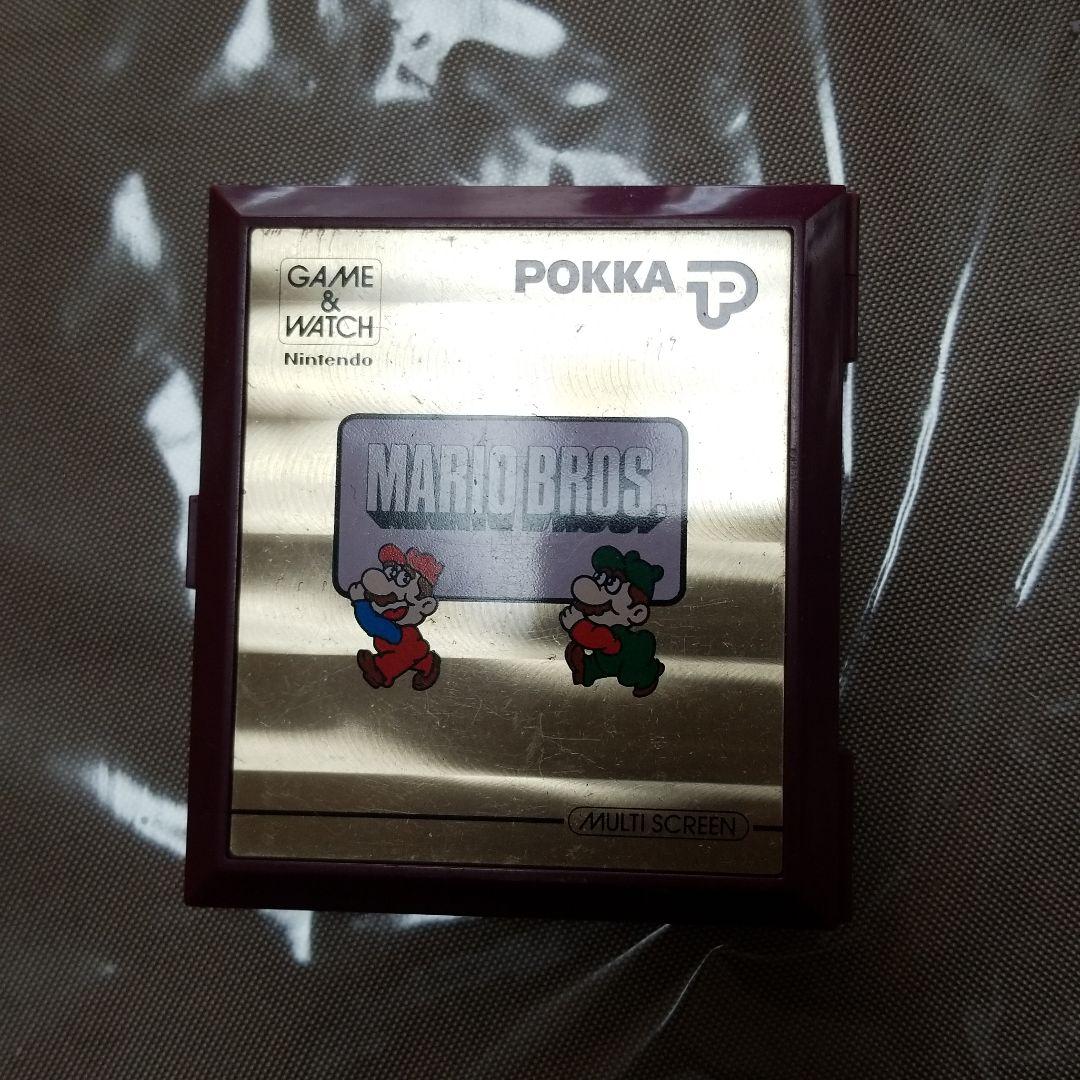 GAME
&
WATCH
Nintendo
POKKA
MARIO BROS.
MULTI SCREEN